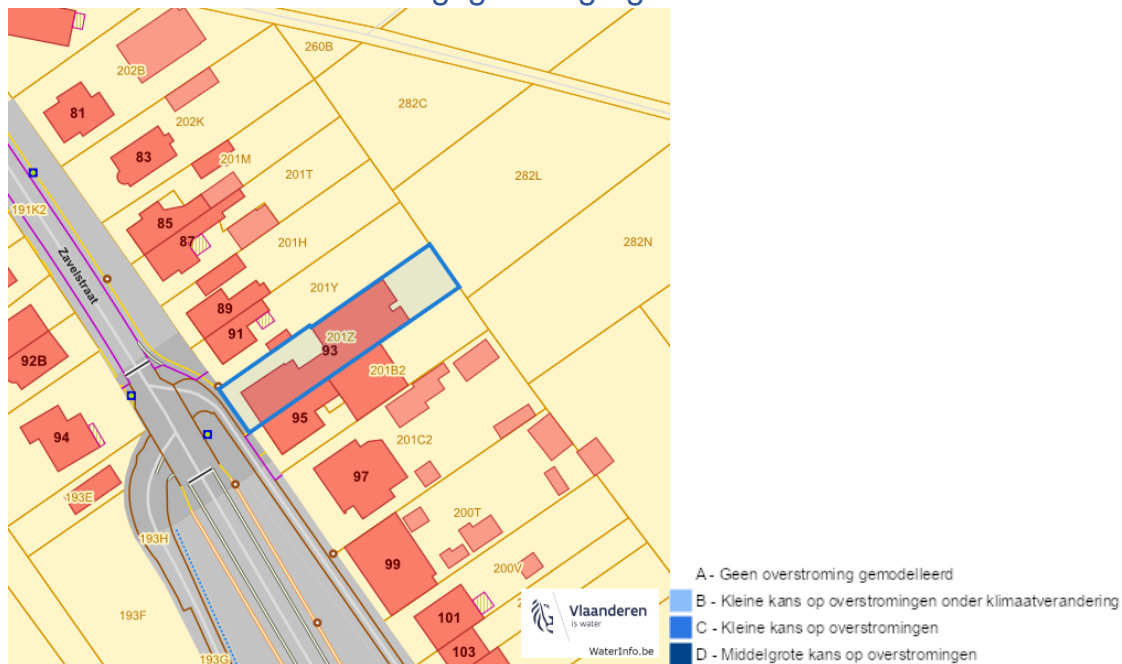 260B
202B
282C
81
202K
83
201M
201T
282L
191K2
85
87
201H
282N
Zavelstraat
201Y
89
91
201Z
93
92B
201B2
95
94
201C2
97
193E
200T
193H
99
200V
193F
101
103
193G
Vlaanderen
is water
WaterInfo.be
A - Geen overstroming gemodelleerd
B - Kleine kans op overstromingen onder klimaatverandering
C - Kleine kans op overstromingen
D - Middelgrote kans op overstromingen